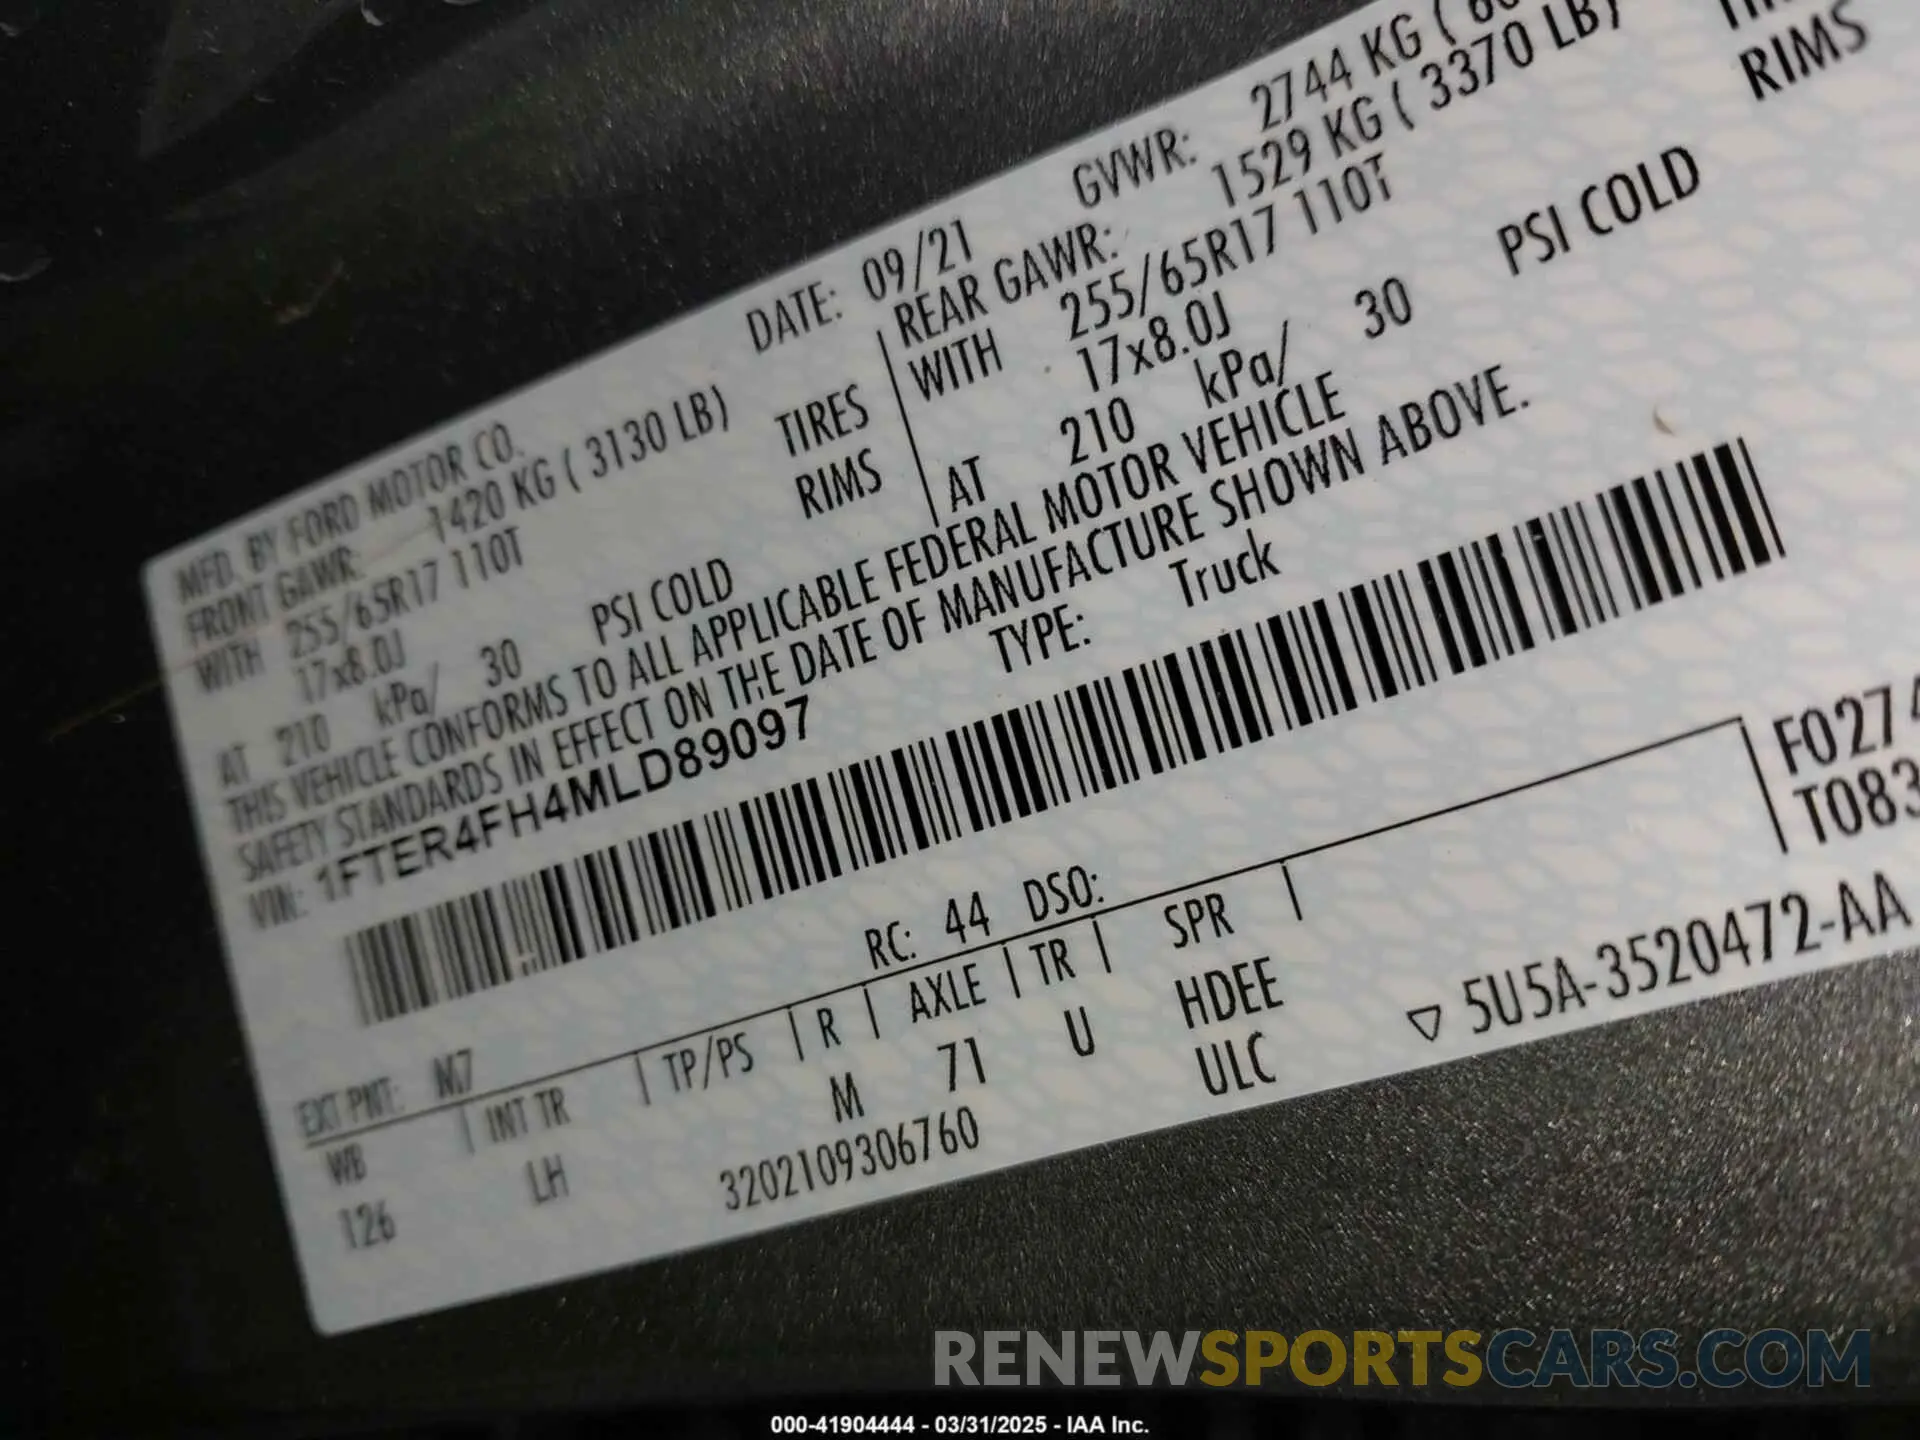 MFD. BY FORD MOTOR CO. DATE: 09/21 GVWR: 2744 KG (
FRONT GAWR: 1420 KG ( 3130 LB) REAR GAWR: 1529 KG ( 3370 LB)
WITH 255/65R17 110T TIRES WITH 255/65R17 110T
17x8.0J RIMS 17x8.0J RIMS
AT 210 kPa/ 30 PSI COLD AT 210 kPa/ 30 PSI COLD
THIS VEHICLE CONFORMS TO ALL APPLICABLE FEDERAL MOTOR VEHICLE
SAFETY STANDARDS IN EFFECT ON THE DATE OF MANUFACTURE SHOWN ABOVE.
VIN: 1FTER4FH4MLD89097 TYPE: Truck
F0274
T083
EXT PNT: M7 RC: 44 DSO:
WB | INT TR | TP/PS | R | AXLE | TR | SPR |
126 LH M 71 U HDEE
3202109306760 ULC
▽ 5U5A-3520472-AA
RENEWSPORTSCARS.COM
000-41904444 - 03/31/2025 - IAA Inc.